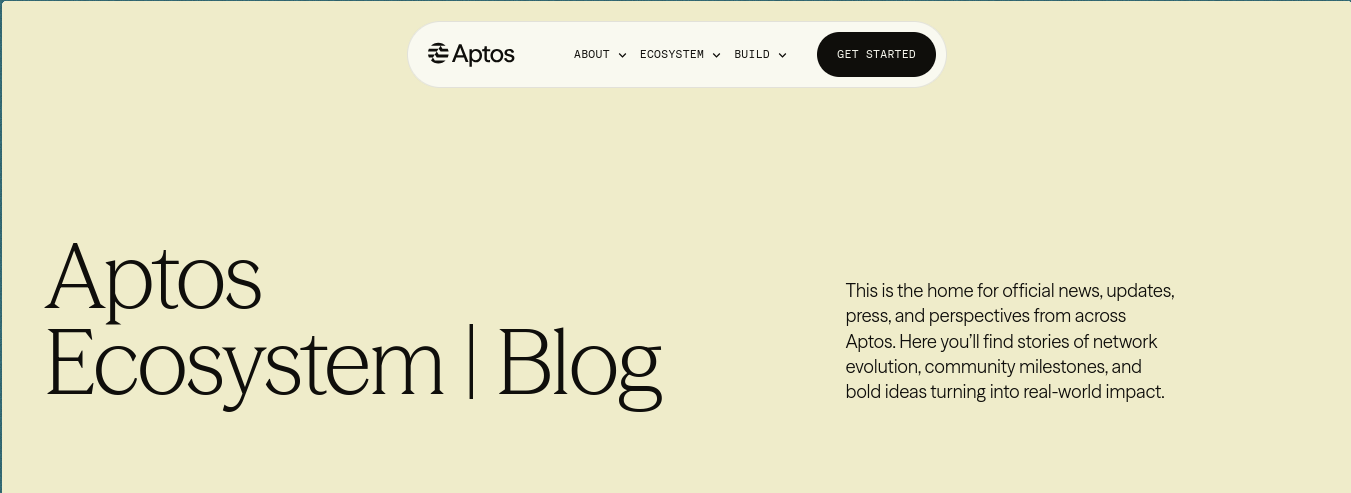 Aptos
ABOUT ECOSYSTEM BUILD GET STARTED
Aptos
Ecosystem | Blog
This is the home for official news, updates,
press, and perspectives from across
Aptos. Here you'll find stories of network
evolution, community milestones, and
bold ideas turning into real-world impact.